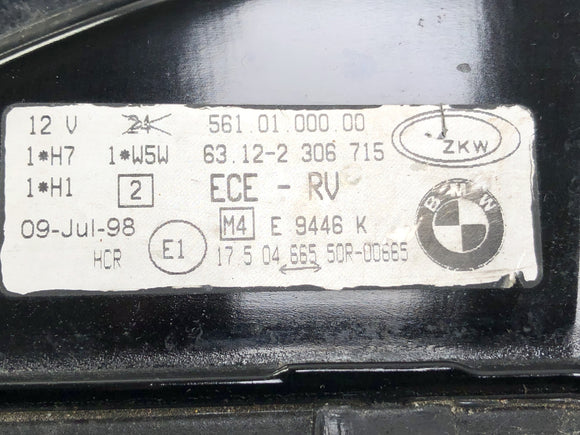 12 V 24 561.01.000.00
1*H7 1*W5W 63.12-2 306 715 ZKW
1*H1 2 ECE - RV
BMW
09-Jul-98 M4 E 9446 K
HCR E1 17 5 04 665 50R-00665